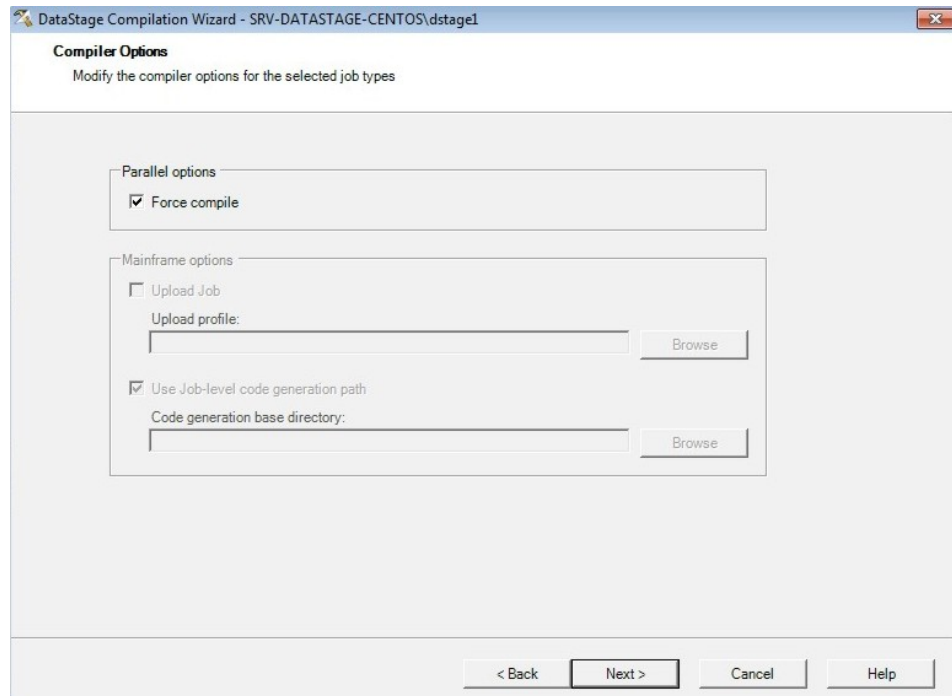 DataStage Compilation Wizard - SRV-DATASTAGE-CENTOS\dstage1
Compiler Options
Modify the compiler options for the selected job types
Parallel options
Force compile
Mainframe options
Upload Job
Upload profile:
Browse
Use Job-level code generation path
Code generation base directory:
Browse
< Back Next > Cancel Help